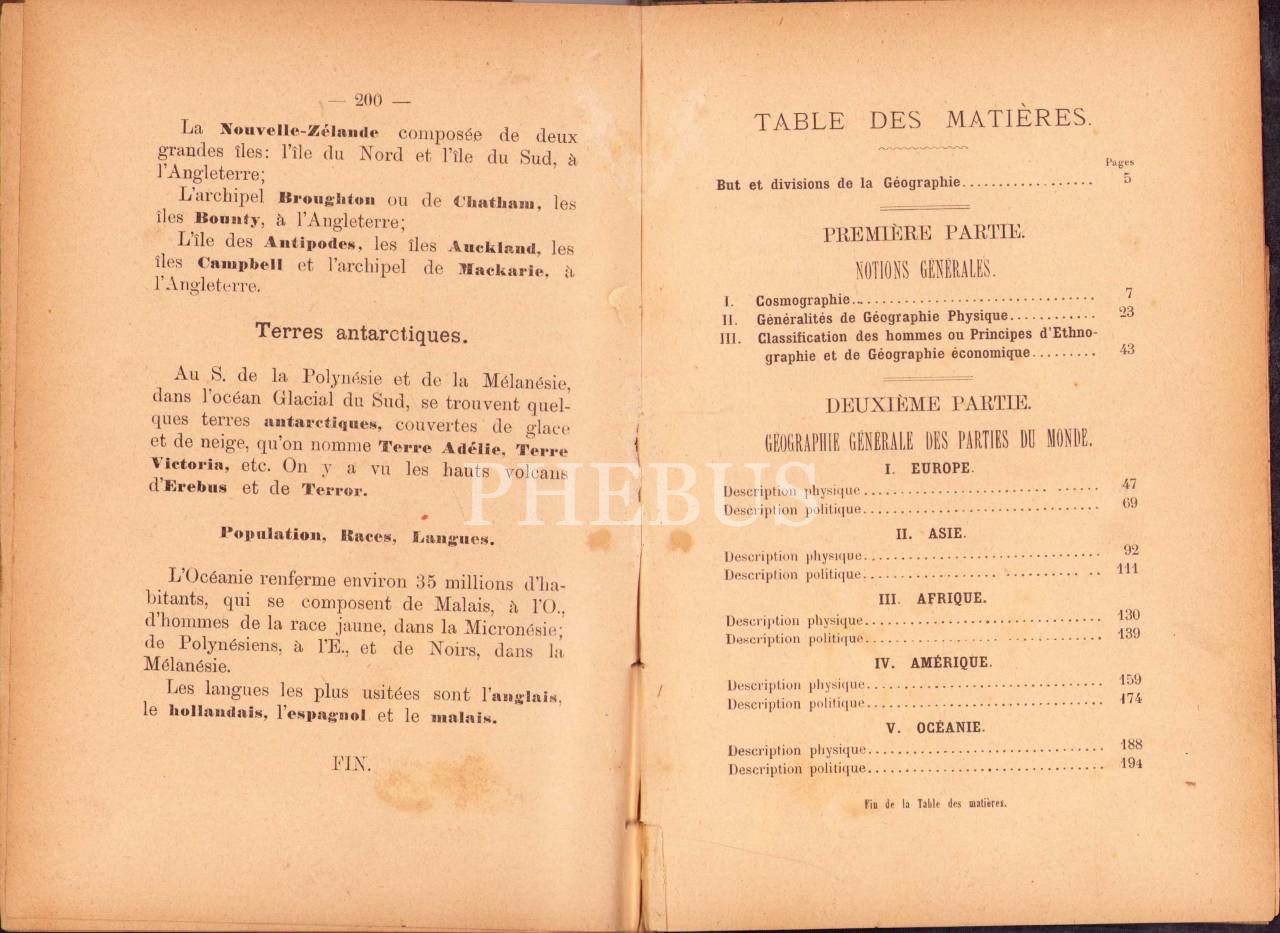 — 200 —
La Nouvelle-Zélande composée de deux
grandes îles: l'île du Nord et l'île du Sud, à
l'Angleterre;
L'archipel Broughton ou de Chatham, les
îles Bounty, à l'Angleterre;
L'île des Antipodes, les îles Auckland, les
îles Campbell et l'archipel de Mackarie, à
l'Angleterre.
Terres antarctiques.
Au S. de la Polynésie et de la Mélanésie,
dans l'océan Glacial du Sud, se trouvent quel-
ques terres antarctiques, couvertes de glace
et de neige, qu'on nomme Terre Adélie, Terre
Victoria, etc. On y a vu les hauts volcans
d'Erebus et de Terror.
Population, Races, Langues.
L'Océanie renferme environ 35 millions d'ha-
bitants, qui se composent de Malais, à l'O.,
d'hommes de la race jaune, dans la Micronésie;
de Polynésiens, à l'E., et de Noirs, dans la
Mélanésie.
Les langues les plus usitées sont l'anglais,
le hollandais, l'espagnol et le malais.
FIN.
TABLE DES MATIÈRES.
Pages
But et divisions de la Géographie.................. 5
PREMIÈRE PARTIE.
NOTIONS GÉNÉRALES.
I. Cosmographie.................................. 7
II. Généralités de Géographie Physique............ 23
III. Classification des hommes ou Principes d'Ethno-
graphie et de Géographie économique......... 43
DEUXIÈME PARTIE.
GÉOGRAPHIE GÉNÉRALE DES PARTIES DU MONDE.
I. EUROPE.
Description physique................................ 47
Description politique................................ 69
II. ASIE.
Description physique................................ 92
Description politique................................ 111
III. AFRIQUE.
Description physique................................ 130
Description politique................................ 139
IV. AMÉRIQUE.
Description physique................................ 159
Description politique................................ 174
V. OCÉANIE.
Description physique................................ 188
Description politique................................ 194
Fin de la Table des matières.
PHEBUS